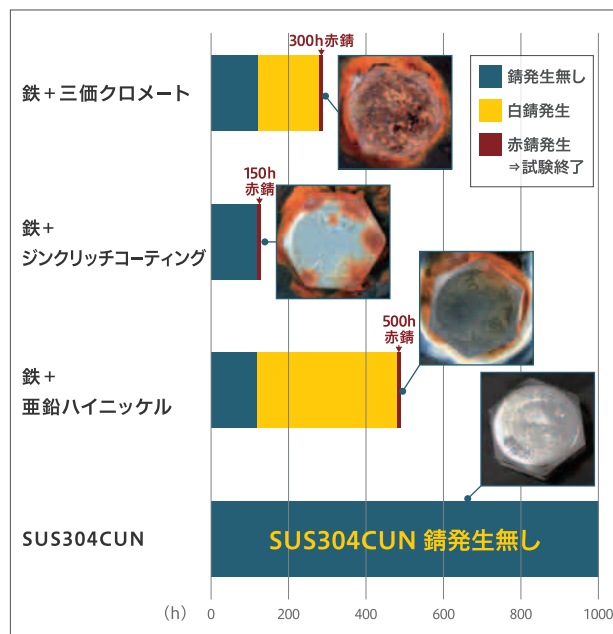 300h赤錆
鉄+三価クロメート
錆発生無し
白錆発生
赤錆発生
⇒試験終了
150h
赤錆
鉄+
ジンクリッチコーティング
500h
赤錆
鉄+
亜鉛ハイニッケル
SUS304CUN
SUS304CUN 錆発生無し
(h)
0 200 400 600 800 1000